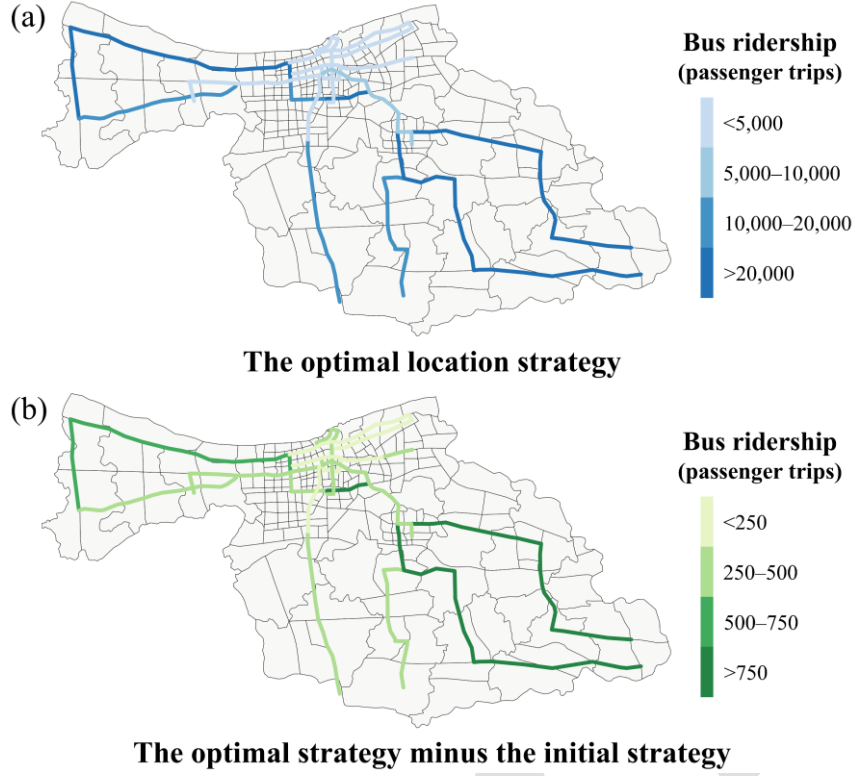 (a)
Bus ridership
(passenger trips)
<5,000
5,000–10,000
10,000–20,000
>20,000
The optimal location strategy
(b)
Bus ridership
(passenger trips)
<250
250–500
500–750
>750
The optimal strategy minus the initial strategy